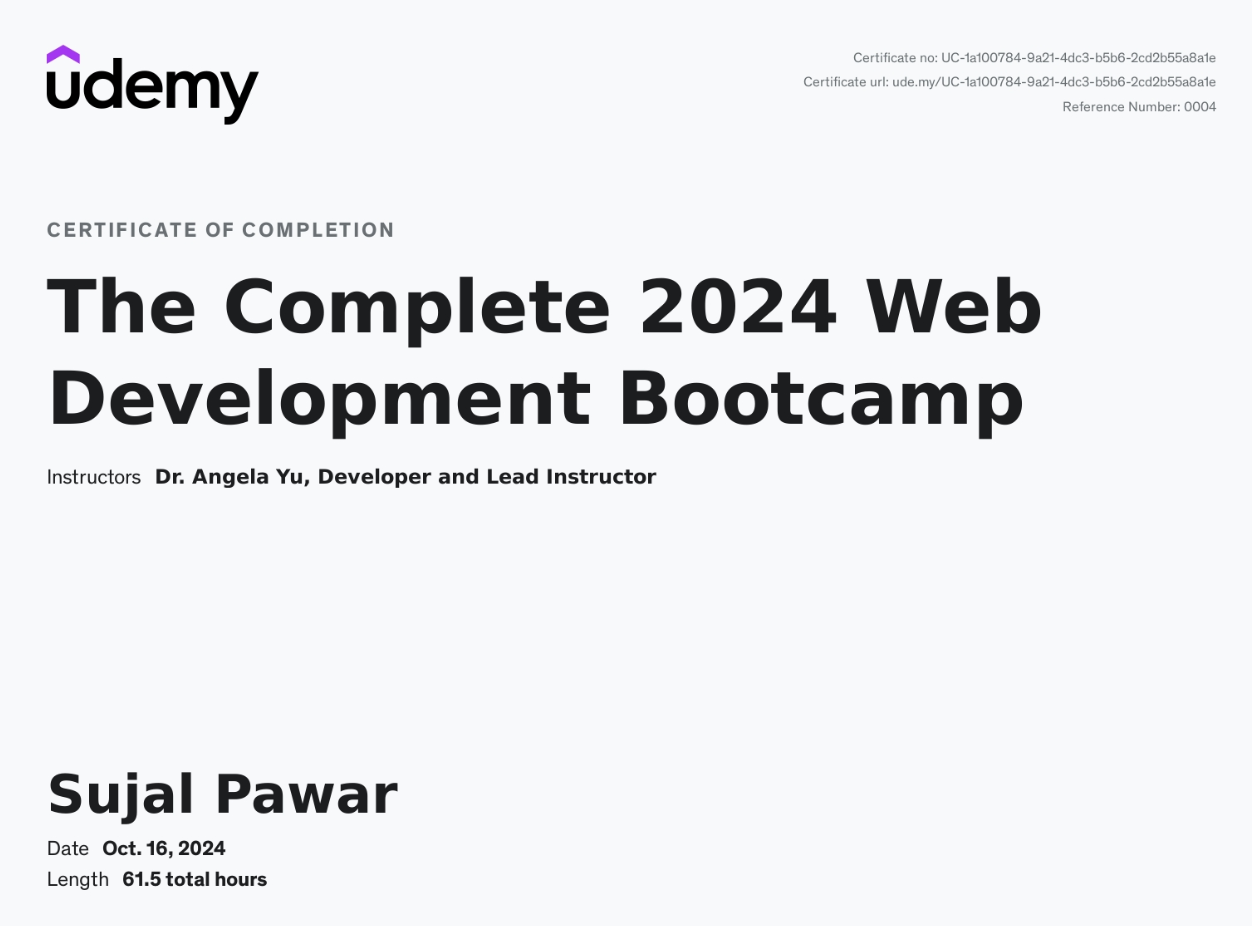 udemy
Certificate no: UC-1a100784-9a21-4dc3-b5b6-2cd2b55a8a1e
Certificate url: ude.my/UC-1a100784-9a21-4dc3-b5b6-2cd2b55a8a1e
Reference Number: 0004
CERTIFICATE OF COMPLETION
The Complete 2024 Web
Development Bootcamp
Instructors Dr. Angela Yu, Developer and Lead Instructor
Sujal Pawar
Date Oct. 16, 2024
Length 61.5 total hours